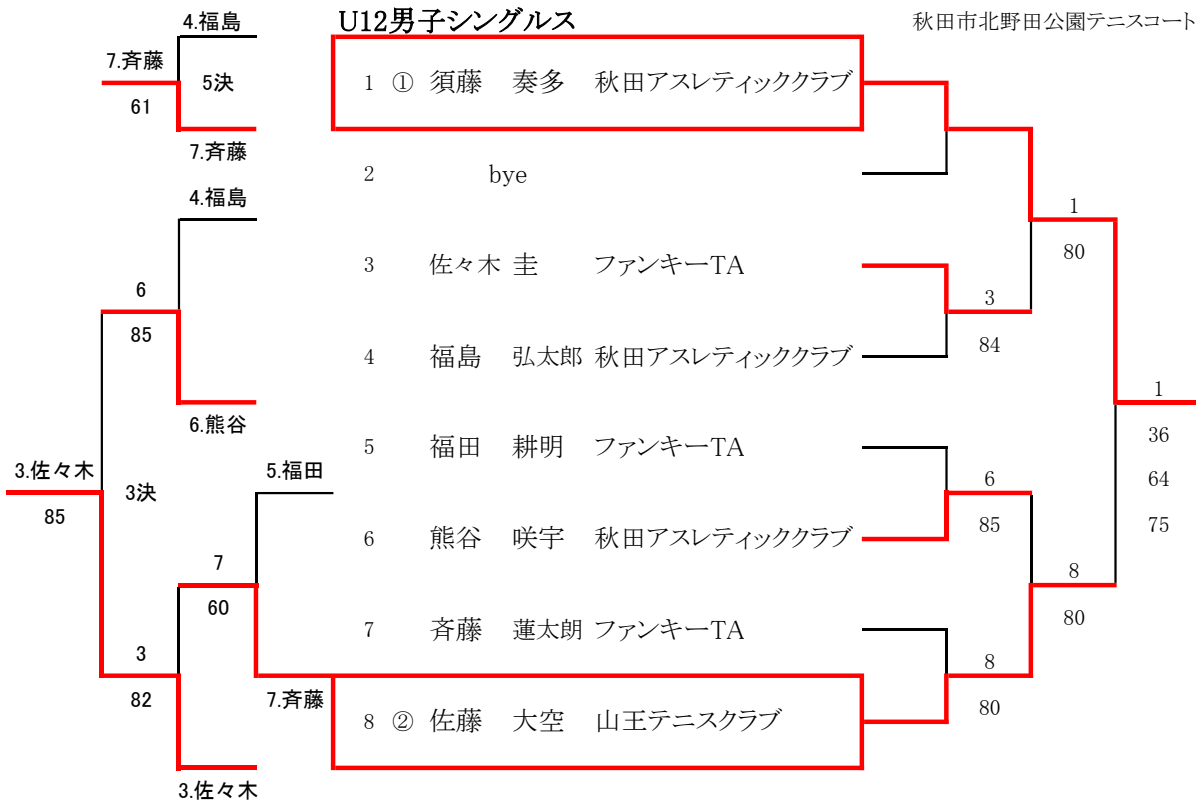 U12男子シングルス
秋田市北野田公園テニスコート
4.福島
7.斉藤
5決
61
7.斉藤
4.福島
6
85
6.熊谷
3.佐々木
3決
85
5.福田
7
60
3
82
7.斉藤
3.佐々木
1 ① 須藤 奏多 秋田アスレティッククラブ
2 bye
3 佐々木 圭 ファンキーTA
4 福島 弘太郎 秋田アスレティッククラブ
5 福田 耕明 ファンキーTA
6 熊谷 咲宇 秋田アスレティッククラブ
7 斉藤 蓮太朗 ファンキーTA
8 ② 佐藤 大空 山王テニスクラブ
3
84
6
85
8
80
1
80
8
80
1
36
64
75